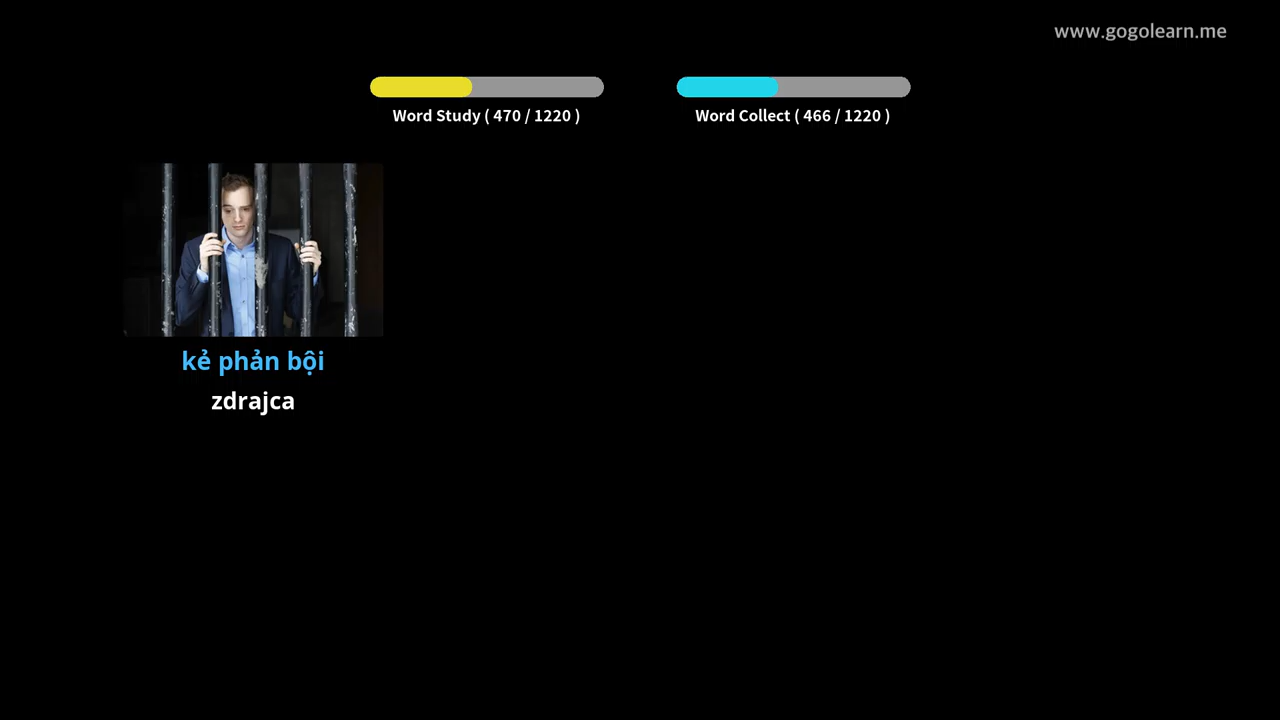 www.gogolearn.me
Word Study ( 470 / 1220 )
Word Collect ( 466 / 1220 )
kẻ phản bội
zdrajca